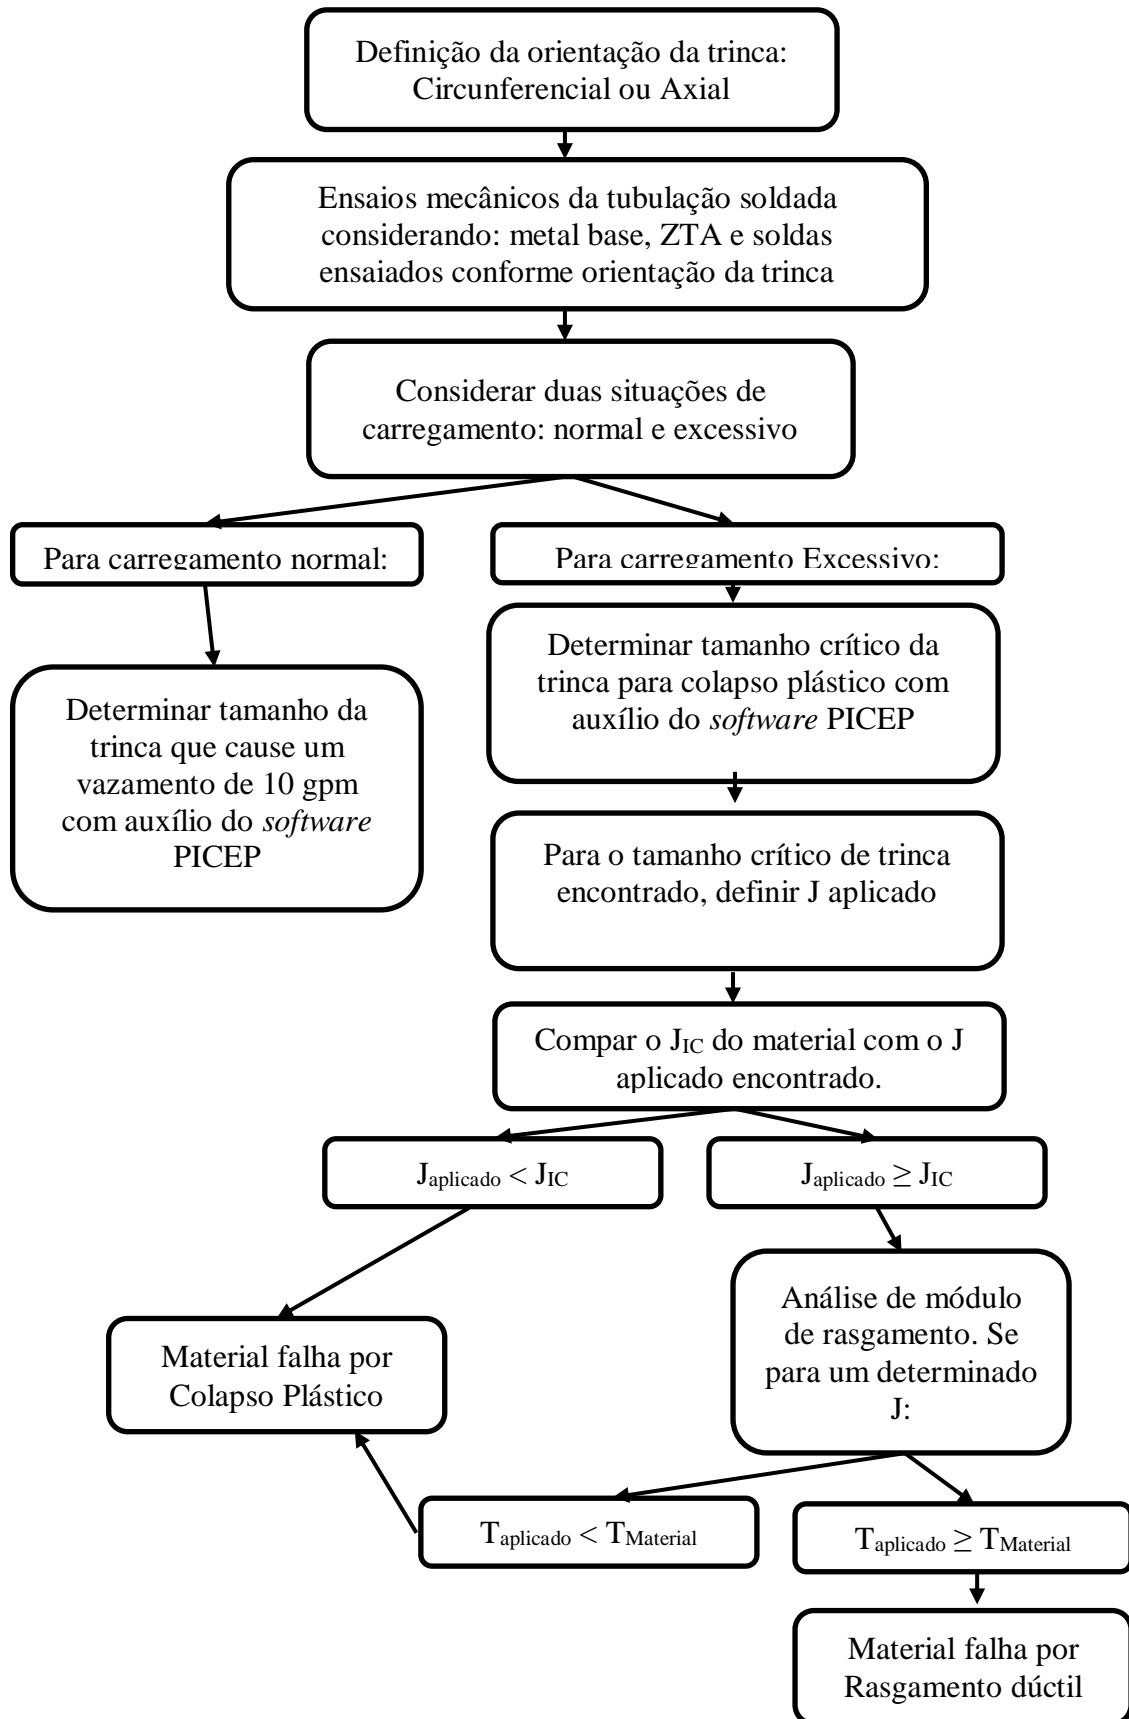 Definição da orientação da trinca:
Circunferencial ou Axial
Ensaios mecânicos da tubulação soldada
considerando: metal base, ZTA e soldas
ensaiados conforme orientação da trinca
Considerar duas situações de
carregamento: normal e excessivo
Para carregamento normal:
Para carregamento Excessivo:
Determinar tamanho da
trinca que cause um
vazamento de 10 gpm
com auxílio do software
PICEP
Determinar tamanho crítico da
trinca para colapso plástico com
auxílio do software PICEP
Para o tamanho crítico de trinca
encontrado, definir J aplicado
Compar o JIC do material com o J
aplicado encontrado.
Japlicado < JIC
Japlicado ≥ JIC
Análise de módulo
de rasgamento. Se
para um determinado
J:
Material falha por
Colapso Plástico
Taplicado < TMaterial
Taplicado ≥ TMaterial
Material falha por
Rasgamento dúctil